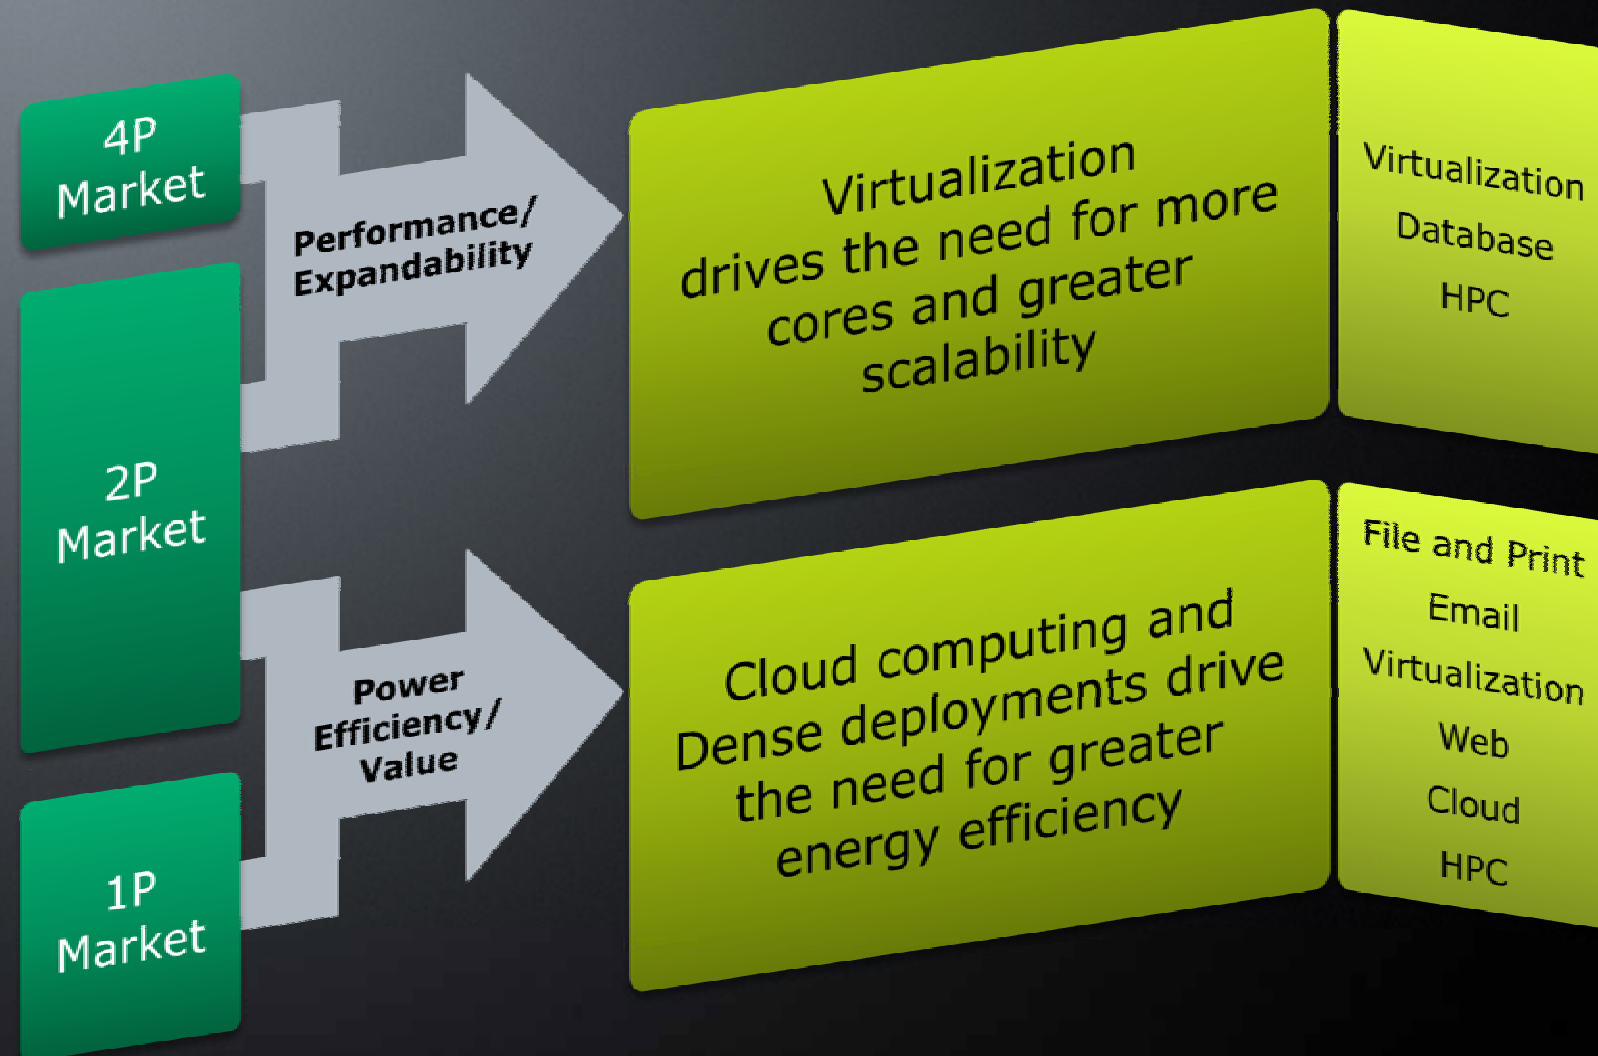 4P
Market
2P
Market
1P
Market
Performance/
Expandability
Power
Efficiency/
Value
Virtualization
drives the need for more
cores and greater
scalability
Cloud computing and
Dense deployments drive
the need for greater
energy efficiency
Virtualization
Database
HPC
File and Print
Email
Virtualization
Web
Cloud
HPC